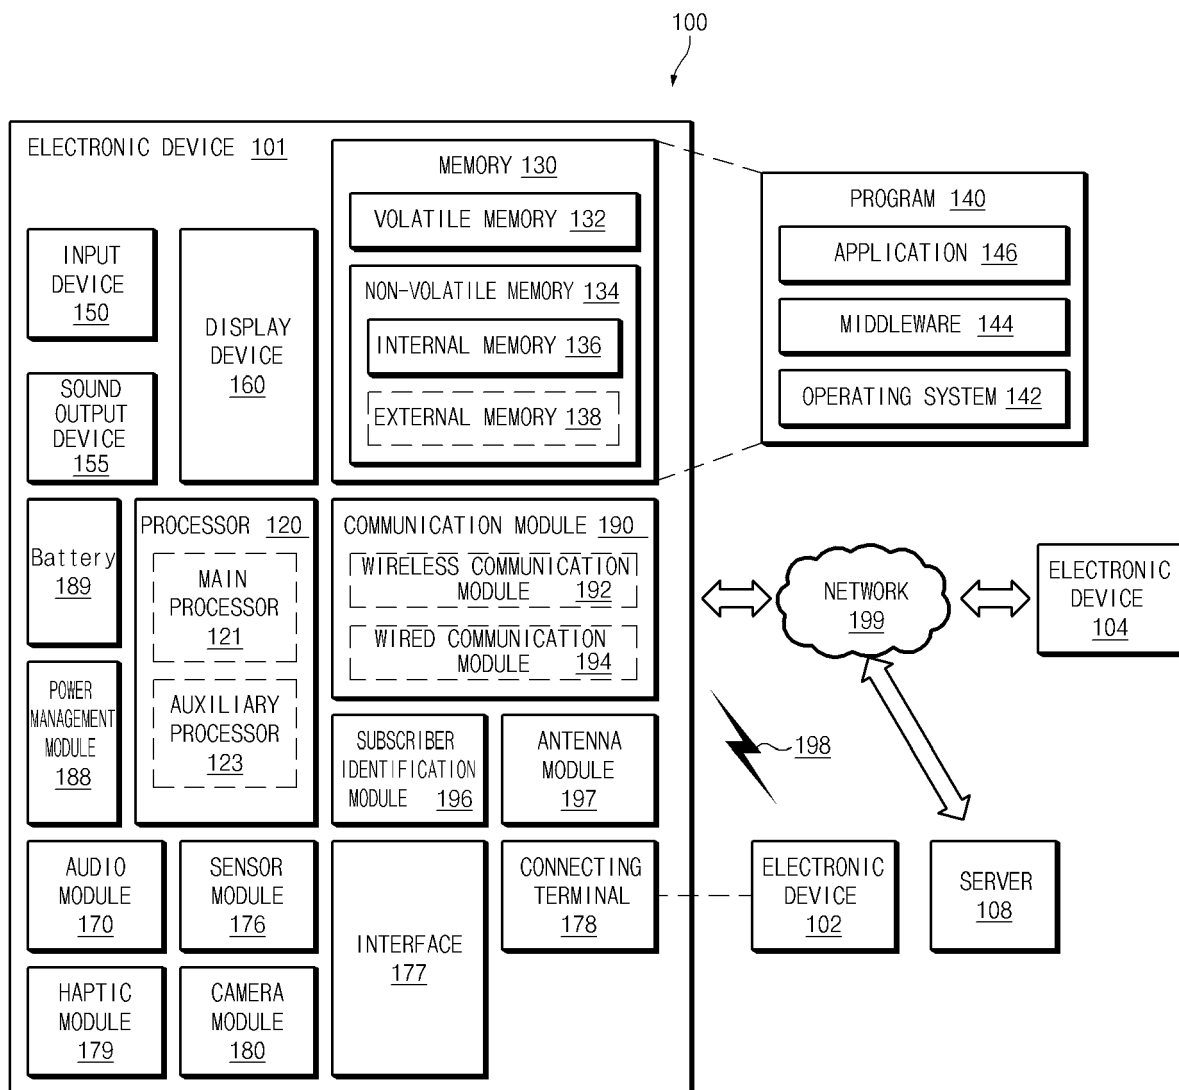 100
ELECTRONIC DEVICE 101
INPUT
DEVICE
150
SOUND
OUTPUT
DEVICE
155
DISPLAY
DEVICE
160
MEMORY 130
VOLATILE MEMORY 132
NON-VOLATILE MEMORY 134
INTERNAL MEMORY 136
EXTERNAL MEMORY 138
PROGRAM 140
APPLICATION 146
MIDDLEWARE 144
OPERATING SYSTEM 142
Battery
189
POWER
MANAGEMENT
MODULE
188
PROCESSOR 120
MAIN
PROCESSOR
121
AUXILIARY
PROCESSOR
123
COMMUNICATION MODULE 190
WIRELESS COMMUNICATION
MODULE 192
WIRED COMMUNICATION
MODULE 194
SUBSCRIBER
IDENTIFICATION
MODULE 196
ANTENNA
MODULE
197
NETWORK
199
ELECTRONIC
DEVICE
104
198
AUDIO
MODULE
170
SENSOR
MODULE
176
INTERFACE
177
CONNECTING
TERMINAL
178
ELECTRONIC
DEVICE
102
SERVER
108
HAPTIC
MODULE
179
CAMERA
MODULE
180